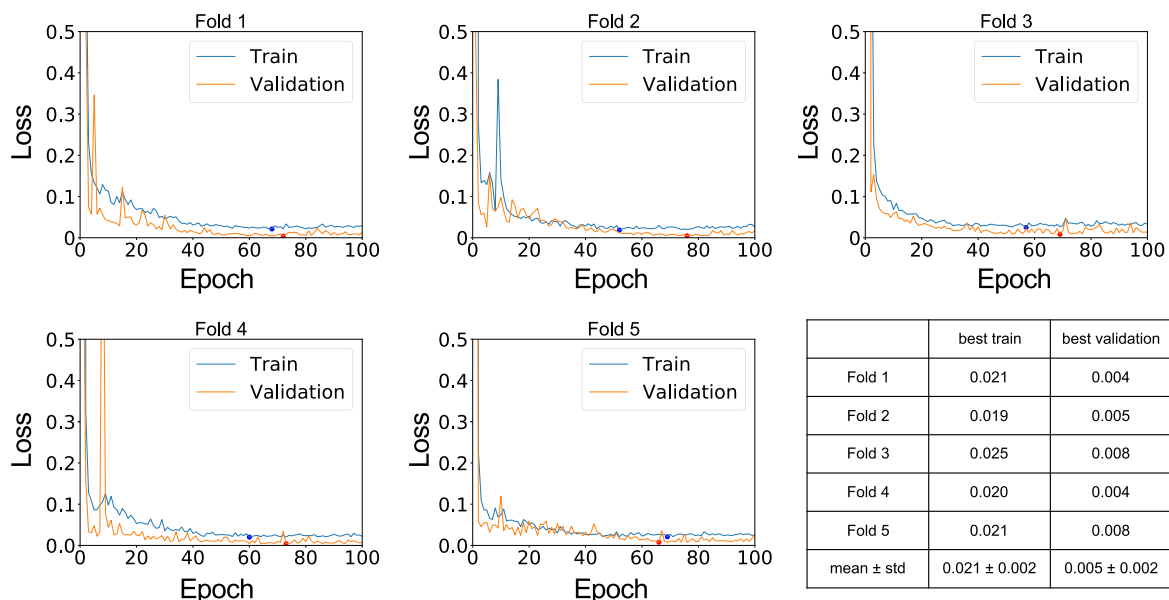 Fold 1
0.5
0.4
0.3
0.2
0.1
0
Loss
Train
Validation
0 20 40 60 80 100
Epoch
Fold 2
0.5
0.4
0.3
0.2
0.1
0
Loss
Train
Validation
0 20 40 60 80 100
Epoch
Fold 3
0.5
0.4
0.3
0.2
0.1
0
Loss
Train
Validation
0 20 40 60 80 100
Epoch
Fold 4
0.5
0.4
0.3
0.2
0.1
0.0
Loss
Train
Validation
0 20 40 60 80 100
Epoch
Fold 5
0.5
0.4
0.3
0.2
0.1
0.0
Loss
Train
Validation
0 20 40 60 80 100
Epoch
best train best validation
Fold 1 0.021 0.004
Fold 2 0.019 0.005
Fold 3 0.025 0.008
Fold 4 0.020 0.004
Fold 5 0.021 0.008
mean ± std 0.021 ± 0.002 0.005 ± 0.002